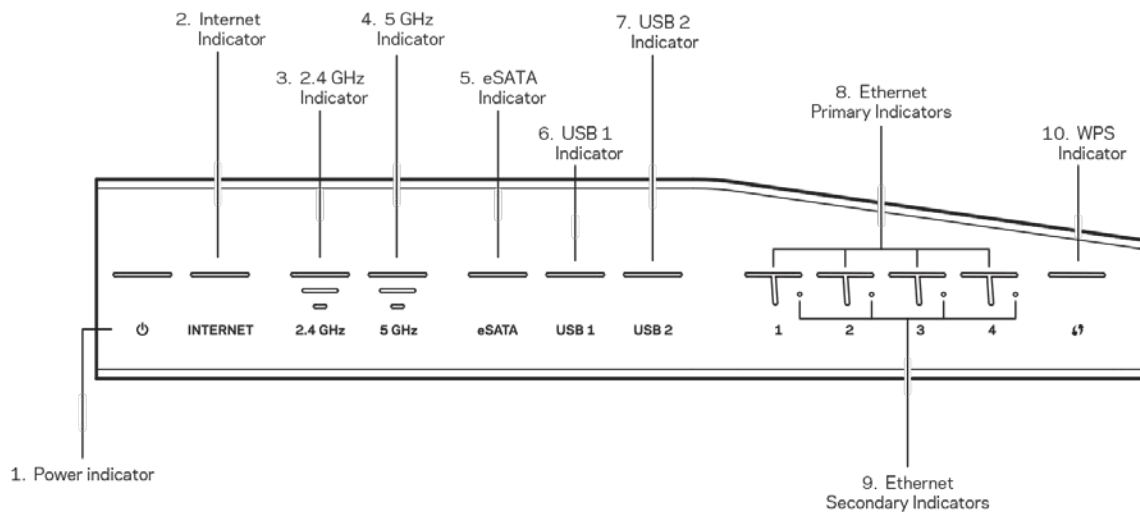 2. Internet
Indicator
4. 5 GHz
Indicator
7. USB 2
Indicator
3. 2.4 GHz
Indicator
5. eSATA
Indicator
8. Ethernet
Primary Indicators
6. USB 1
Indicator
10. WPS
Indicator
INTERNET
2.4 GHz
5 GHz
eSATA
USB 1
USB 2
1
2
3
4
1. Power indicator
9. Ethernet
Secondary Indicators